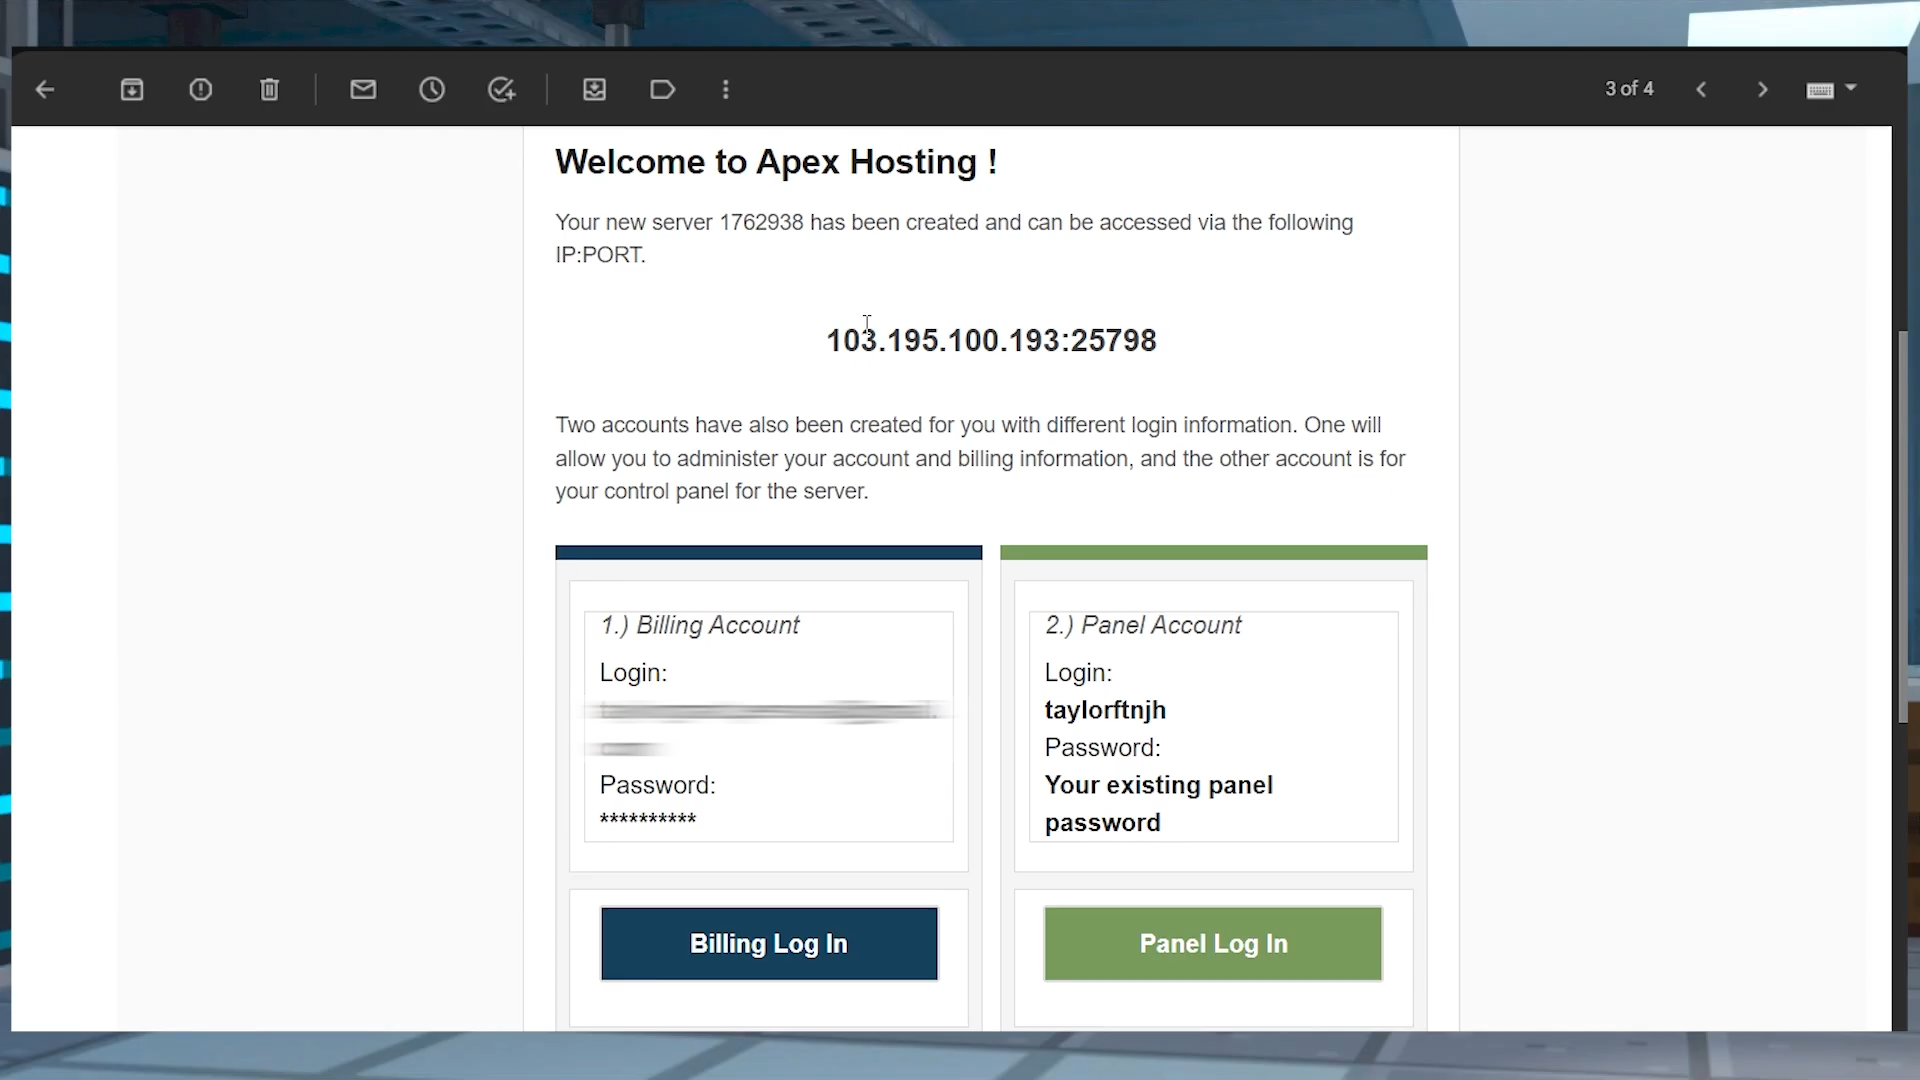 3 of 4
Welcome to Apex Hosting !
Your new server 1762938 has been created and can be accessed via the following
IP:PORT.
103.195.100.193:25798
Two accounts have also been created for you with different login information. One will
allow you to administer your account and billing information, and the other account is for
your control panel for the server.
1.) Billing Account
Login:
Password:
**********
Billing Log In
2.) Panel Account
Login:
taylorftnjh
Password:
Your existing panel
password
Panel Log In